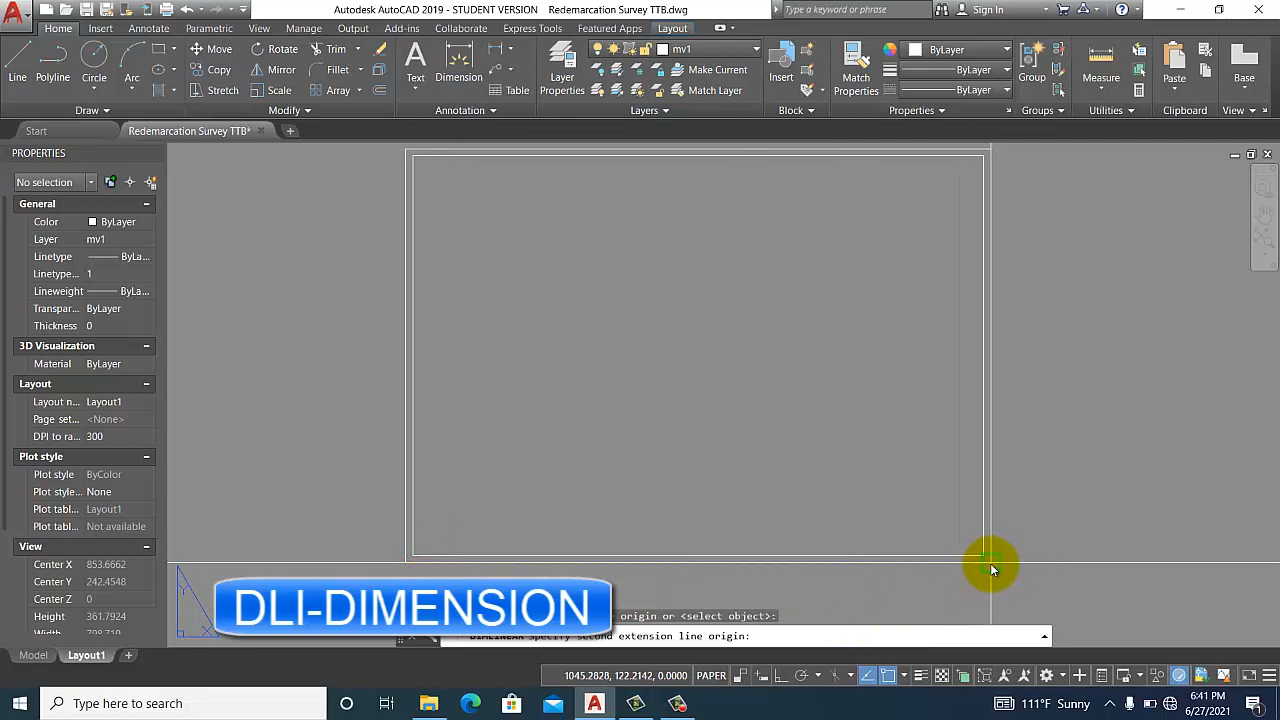 Autodesk AutoCAD 2019 - STUDENT VERSION Redemarcation Survey TTB.dwg
Type a keyword or phrase
Sign In
Home Insert Annotate Parametric View Manage Output Add-ins Collaborate Express Tools Featured Apps Layout
Line Polyline Circle Arc
Move Rotate Trim
Copy Mirror Fillet
Stretch Scale Array
Text Dimension Table
Layer Properties
mv1
Make Current
Match Layer
Insert
Match Properties
ByLayer
ByLayer
ByLayer
Group Measure Paste Base
Draw Modify Annotation Layers Block Properties Groups Utilities Clipboard View
Start Redemarcation Survey TTB*
PROPERTIES
No selection
General
Color ByLayer
Layer mv1
Linetype ByLa...
Linetype... 1
Lineweight ByLa...
Transpar... ByLayer
Thickness 0
3D Visualization
Material ByLayer
Layout
Layout n... Layout1
Page set... <None>
DPI to ra... 300
Plot style
Plot style ByColor
Plot style... None
Plot tabl... Layout1
Plot tabl... Not available
View
Center X 853.6662
Center Y 242.4548
Center Z 0
Height 361.7924
Width 798.719
Y
X
DLI-DIMENSION
origin or <select object>:
DIMLINEAR Specify second extension line origin:
Model Layout1
1045.2828, 122.2142, 0.0000 PAPER
Type here to search
111°F Sunny
6:41 PM
6/27/2021